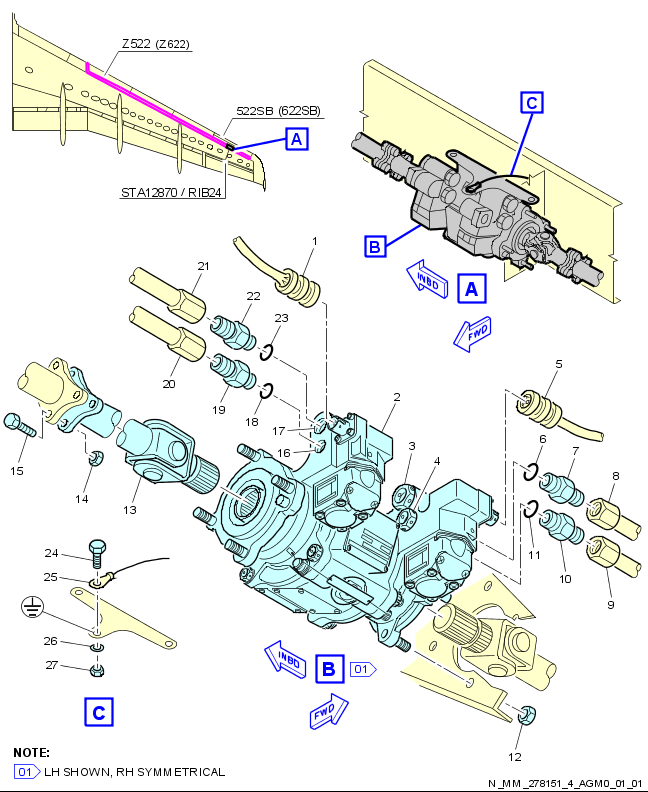 Z522 (Z622)
522SB (622SB)
A
STA12870 / RIB24
C
B
INBD
A
FWD
1
21
22
23
20
19
18
2
17
16
3
4
5
6
7
8
15
14
13
11
10
9
24
25
26
27
C
INBD
B
01
FWD
12
NOTE:
01 LH SHOWN, RH SYMMETRICAL
N_MM_278151_4_AGM0_01_01